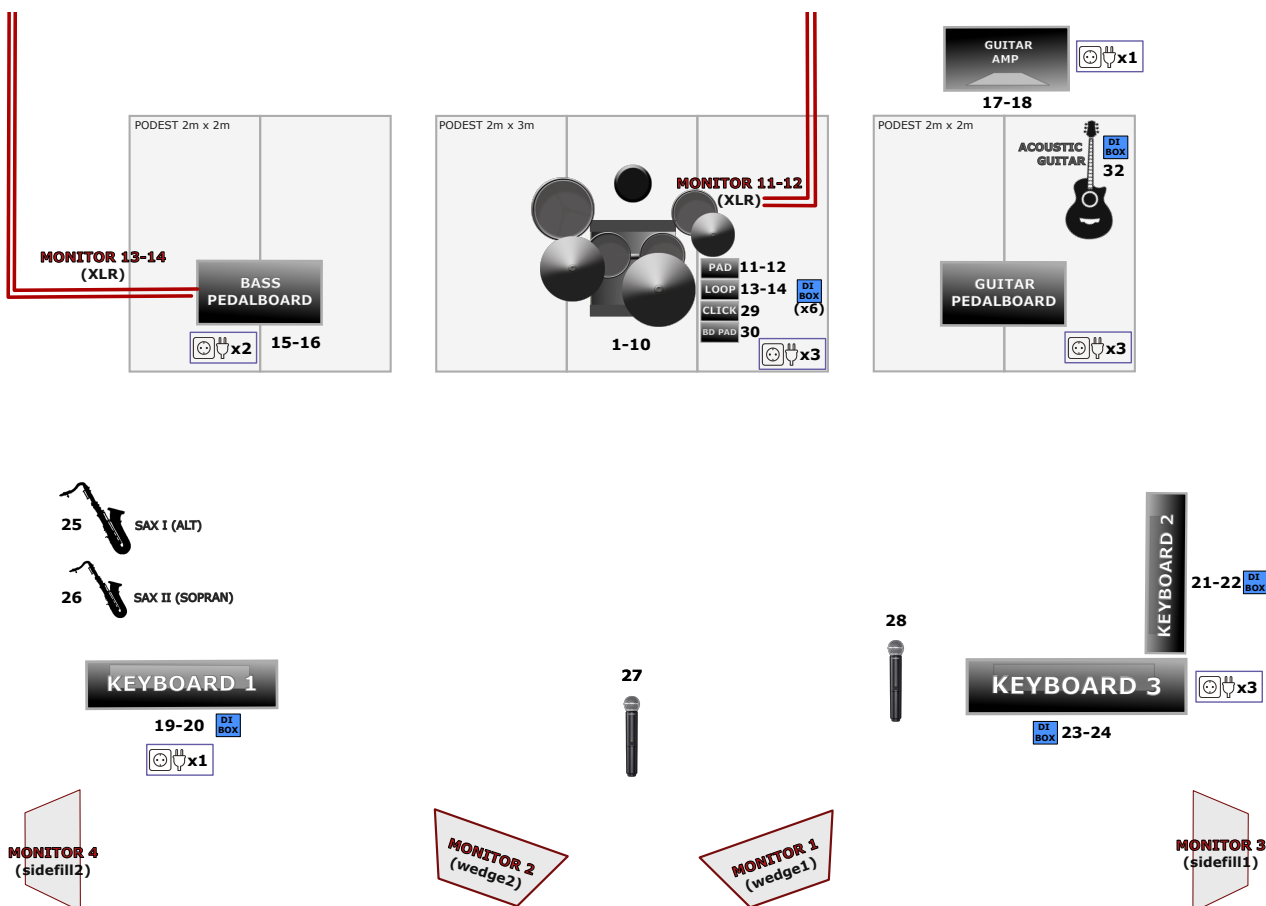 GUITAR
AMP
x1
17-18
PODEST 2m x 2m
PODEST 2m x 3m
PODEST 2m x 2m
ACOUSTIC
GUITAR
DI
BOX
32
MONITOR 11-12
(XLR)
MONITOR 13-14
(XLR)
BASS
PEDALBOARD
x2
15-16
PAD 11-12
LOOP 13-14
CLICK 29
BD PAD 30
DI
BOX
(x6)
1-10
x3
GUITAR
PEDALBOARD
x3
25
SAX I (ALT)
26
SAX II (SOPRAN)
KEYBOARD 1
19-20
DI
BOX
x1
27
28
KEYBOARD 2
21-22
DI
BOX
KEYBOARD 3
x3
DI
BOX
23-24
MONITOR 4
(sidefill2)
MONITOR 2
(wedge2)
MONITOR 1
(wedge1)
MONITOR 3
(sidefill1)